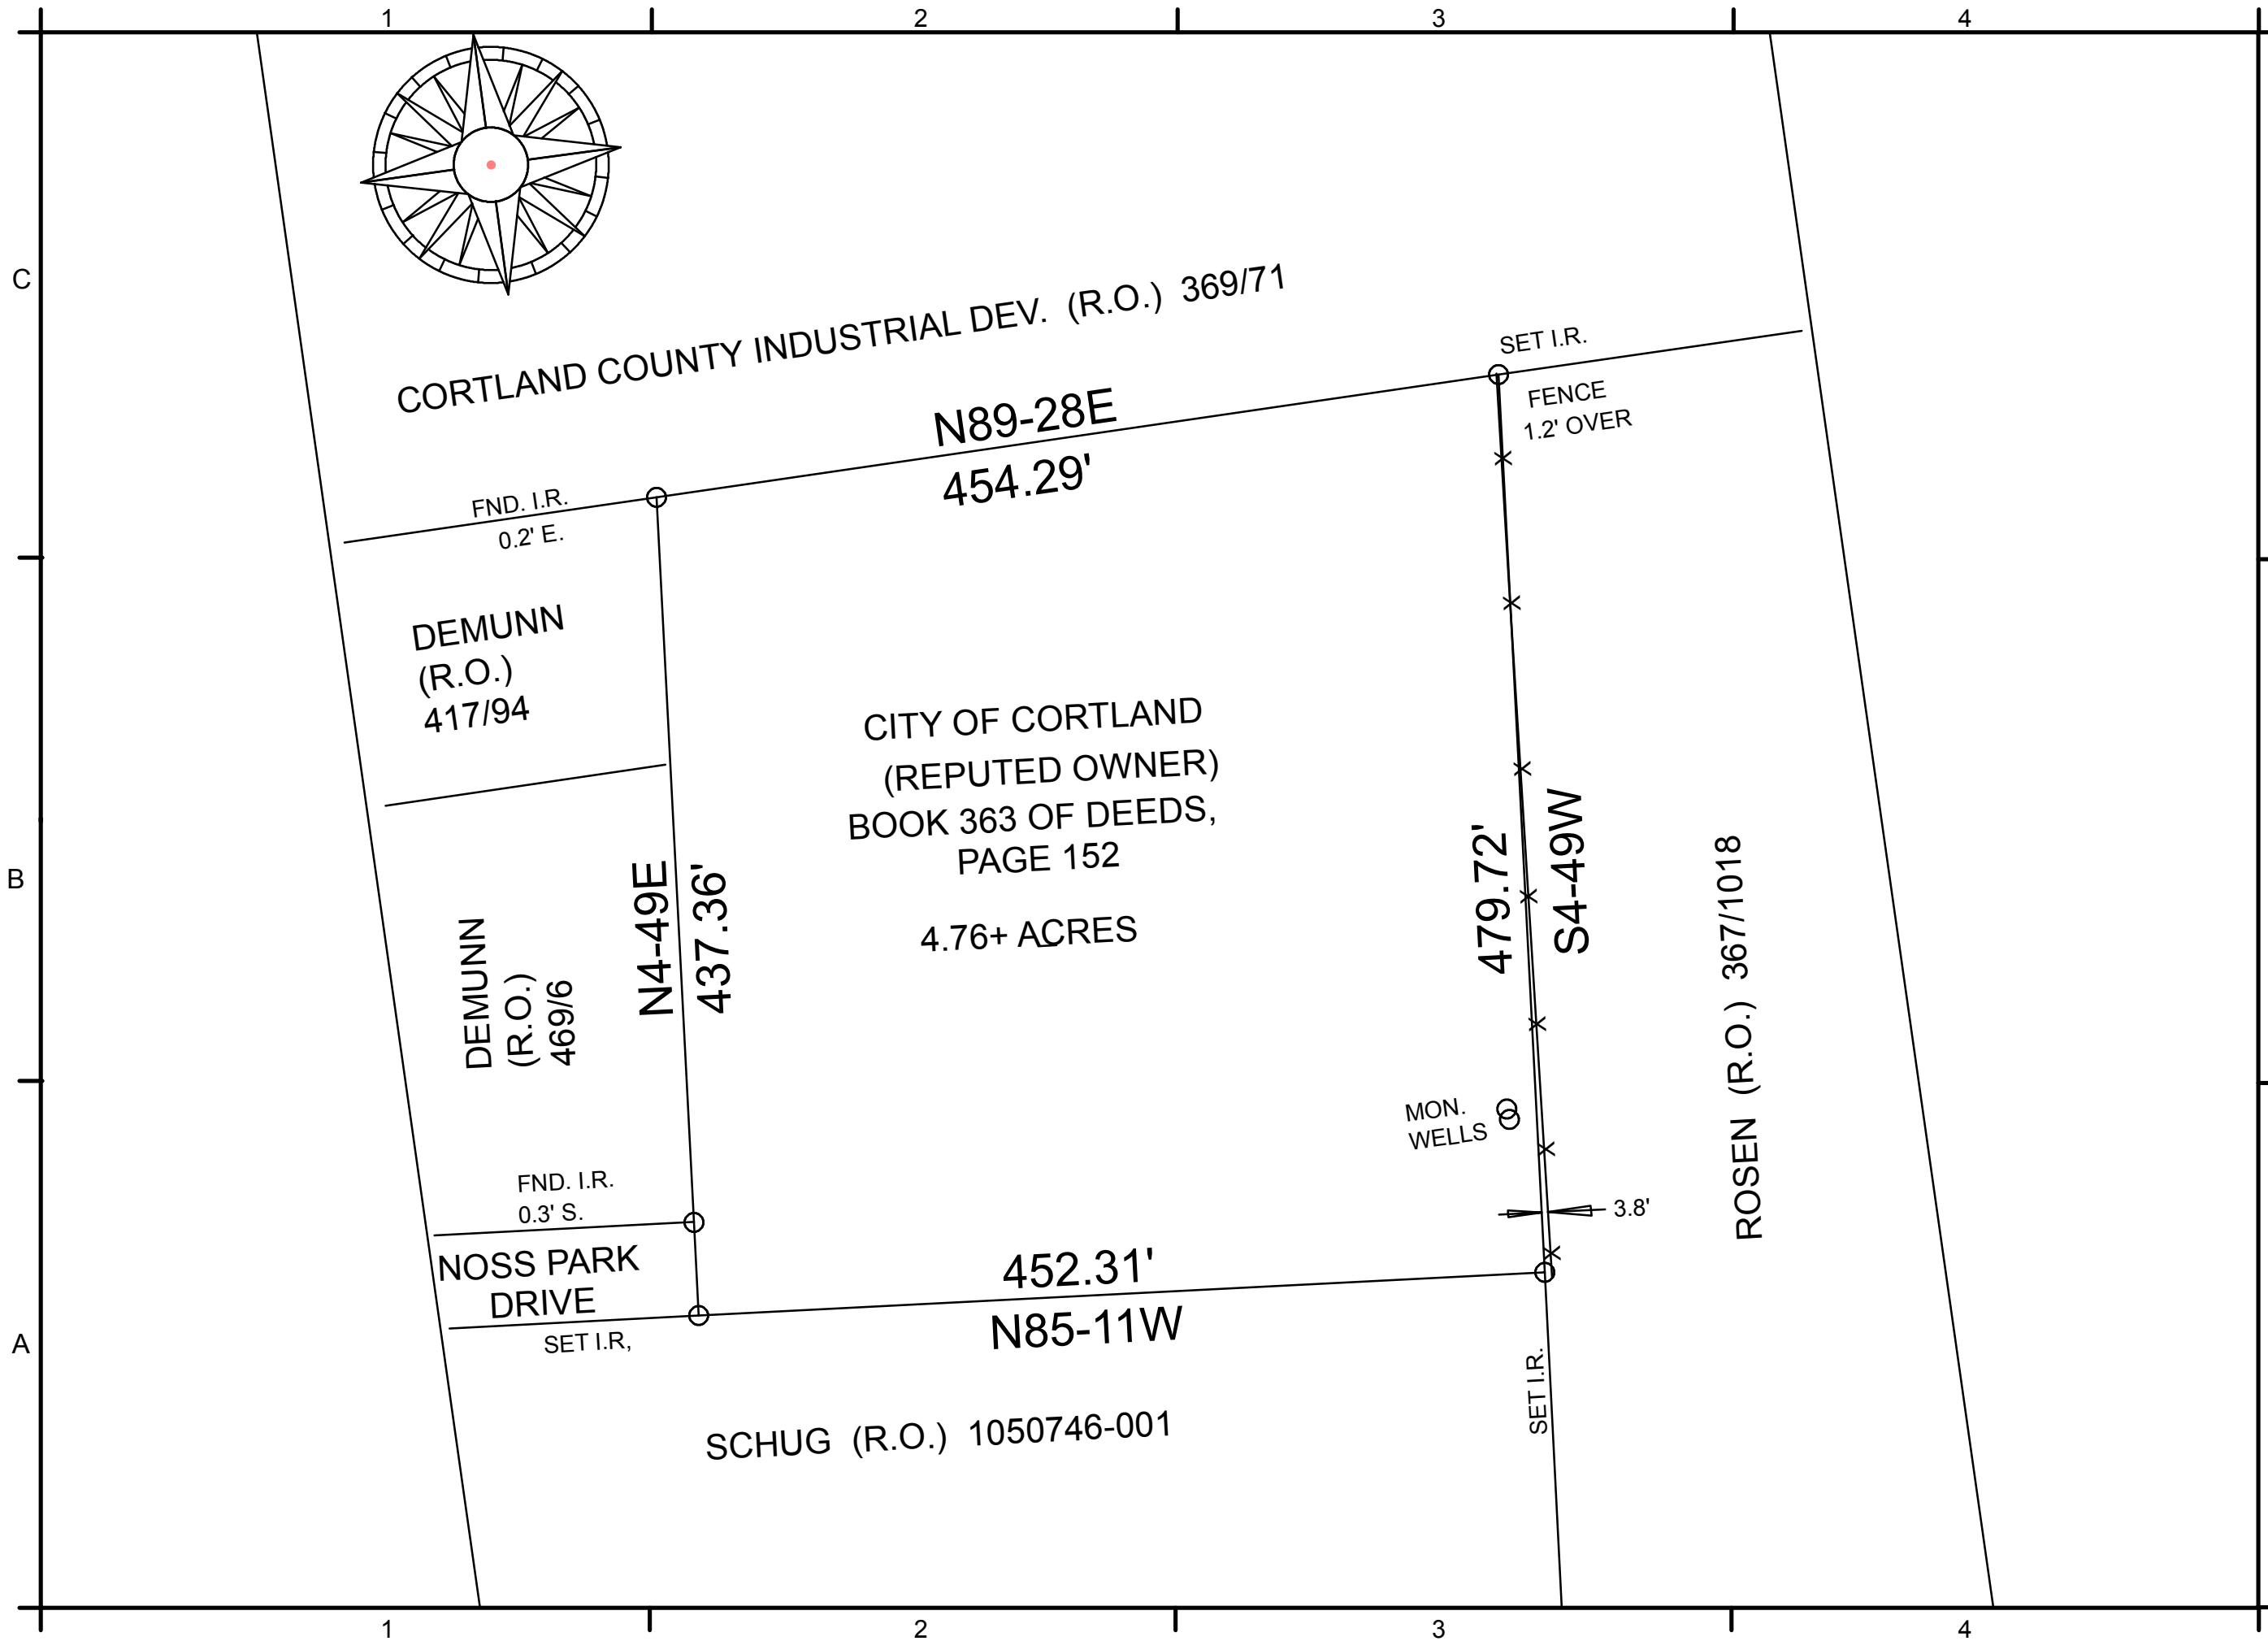 1 2 3 4
C
CORTLAND COUNTY INDUSTRIAL DEV. (R.O.) 369/71
SET I.R.
FENCE
1.2' OVER
N89-28E
454.29'
FND. I.R.
0.2' E.
DEMUNN
(R.O.)
417/94
CITY OF CORTLAND
(REPUTED OWNER)
BOOK 363 OF DEEDS,
PAGE 152
4.76+ ACRES
B
N4-49E
437.36'
479.72'
S4-49W
ROSEN (R.O.) 367/1018
DEMUNN
(R.O.)
469/6
MON.
WELLS
FND. I.R.
0.3' S.
3.8'
NOSS PARK
DRIVE
452.31'
N85-11W
A
SET I.R,
SET I.R.
SCHUG (R.O.) 1050746-001
1 2 3 4